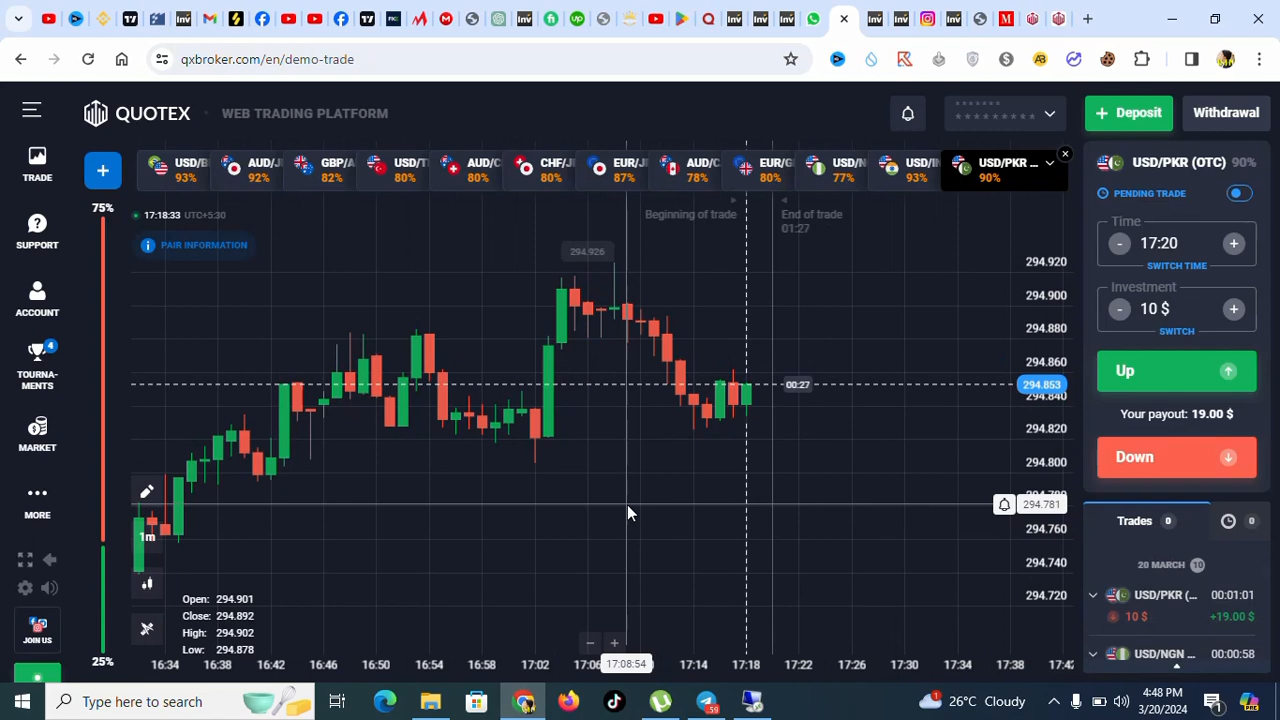 qxbroker.com/en/demo-trade
QUOTEX
WEB TRADING PLATFORM
Deposit
Withdrawal
TRADE
SUPPORT
ACCOUNT
TOURNA-
MENTS
4
MARKET
MORE
JOIN US
75%
25%
USD/B
93%
AUD/J
92%
GBP/A
82%
USD/T
80%
AUD/C
80%
CHF/J
80%
EUR/J
87%
AUD/C
78%
EUR/G
80%
USD/N
77%
USD/IN
93%
USD/PKR ...
90%
17:18:33 UTC+5:30
PAIR INFORMATION
Beginning of trade
End of trade
01:27
294.926
00:27
294.920
294.900
294.880
294.860
294.853
294.840
294.820
294.800
294.780
294.781
294.760
294.740
294.720
1m
Open: 294.901
Close: 294.892
High: 294.902
Low: 294.878
16:34 16:38 16:42 16:46 16:50 16:54 16:58 17:02 17:06 17:14 17:18 17:22 17:26 17:30 17:34 17:38 17:42
17:08:54
USD/PKR (OTC) 90%
PENDING TRADE
Time
- 17:20 +
SWITCH TIME
Investment
- 10 $ +
SWITCH
Up
Your payout: 19.00 $
Down
Trades 0
0
20 MARCH 10
USD/PKR (... 00:01:01
10 $ +19.00 $
USD/NGN ... 00:00:58
Type here to search
59
26°C Cloudy
4:48 PM
3/20/2024
1